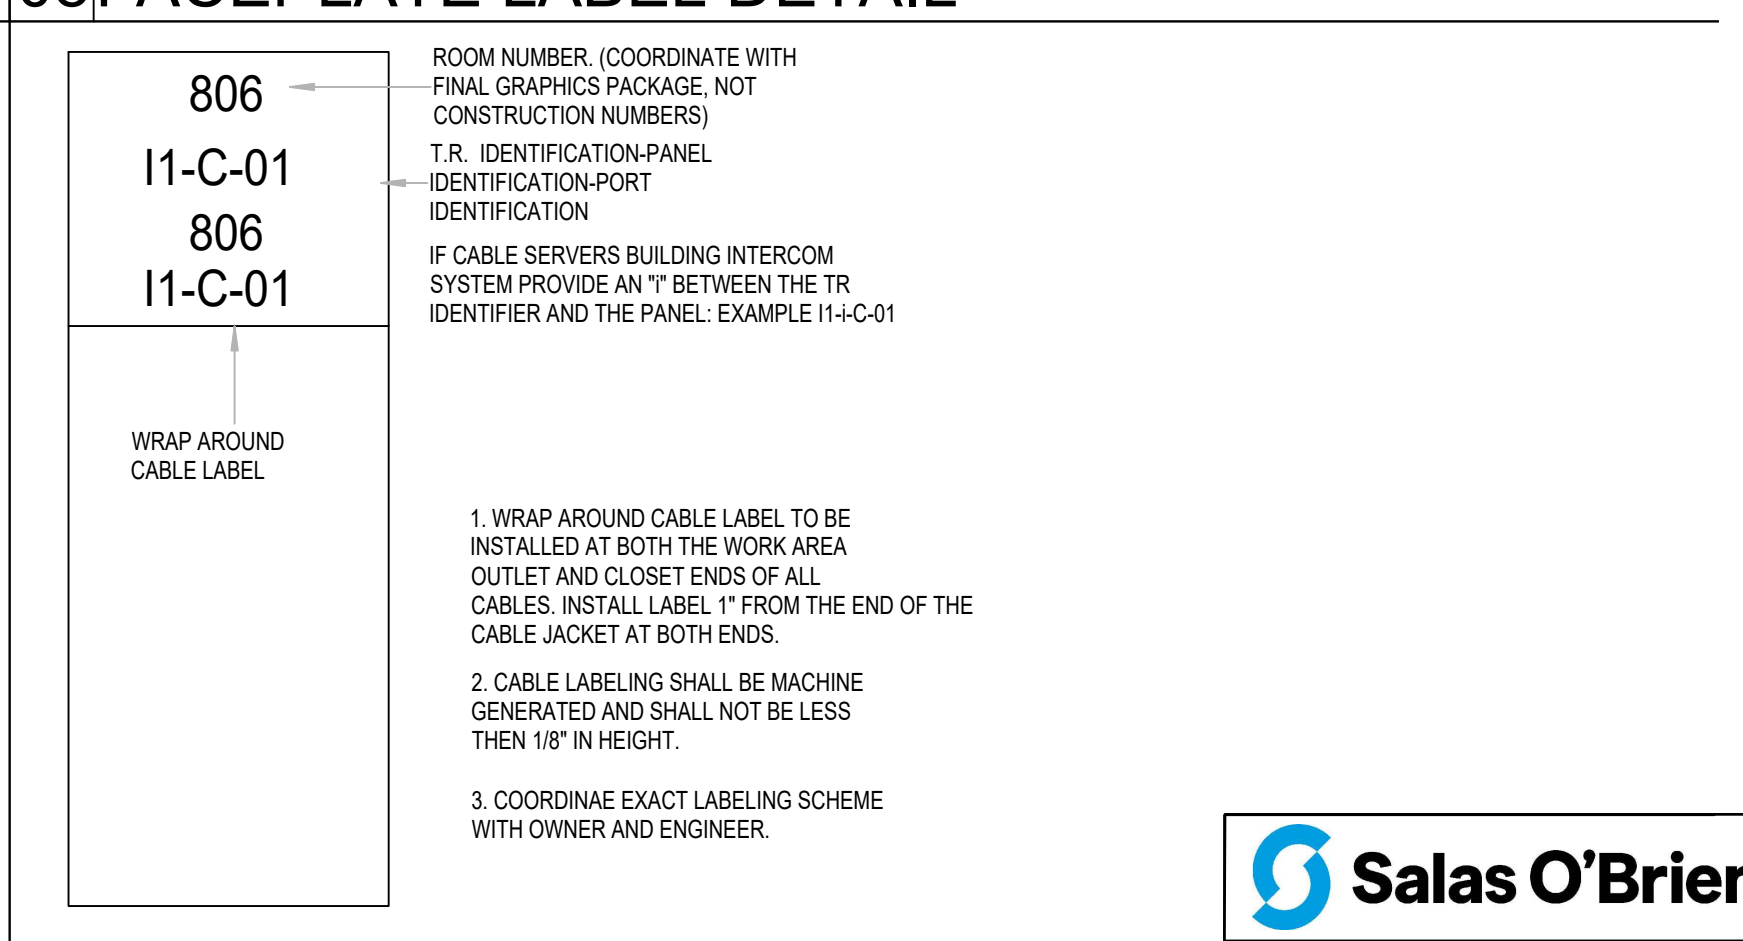 FACEPLATE LABEL DETAIL
806
I1-C-01
806
I1-C-01
ROOM NUMBER. (COORDINATE WITH
FINAL GRAPHICS PACKAGE, NOT
CONSTRUCTION NUMBERS)
T.R. IDENTIFICATION-PANEL
IDENTIFICATION-PORT
IDENTIFICATION
IF CABLE SERVERS BUILDING INTERCOM
SYSTEM PROVIDE AN "i" BETWEEN THE TR
IDENTIFIER AND THE PANEL: EXAMPLE I1-i-C-01
WRAP AROUND
CABLE LABEL
1. WRAP AROUND CABLE LABEL TO BE
INSTALLED AT BOTH THE WORK AREA
OUTLET AND CLOSET ENDS OF ALL
CABLES. INSTALL LABEL 1" FROM THE END OF THE
CABLE JACKET AT BOTH ENDS.
2. CABLE LABELING SHALL BE MACHINE
GENERATED AND SHALL NOT BE LESS
THEN 1/8" IN HEIGHT.
3. COORDINAE EXACT LABELING SCHEME
WITH OWNER AND ENGINEER.
Salas O’Brien